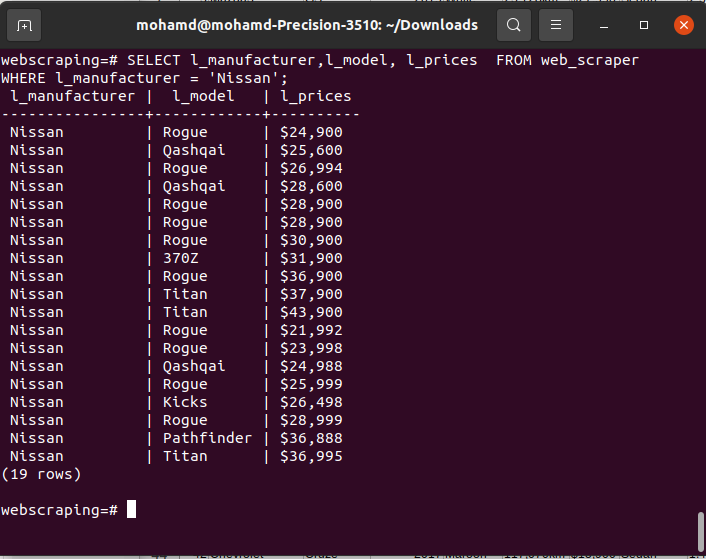 mohamd@mohamd-Precision-3510: ~/Downloads
webscraping=# SELECT l_manufacturer,l_model, l_prices  FROM web_scraper
WHERE l_manufacturer = 'Nissan';
 l_manufacturer |  l_model   | l_prices
----------------+------------+----------
 Nissan         | Rogue      | $24,900
 Nissan         | Qashqai    | $25,600
 Nissan         | Rogue      | $26,994
 Nissan         | Qashqai    | $28,600
 Nissan         | Rogue      | $28,900
 Nissan         | Rogue      | $28,900
 Nissan         | Rogue      | $30,900
 Nissan         | 370Z       | $31,900
 Nissan         | Rogue      | $36,900
 Nissan         | Titan      | $37,900
 Nissan         | Titan      | $43,900
 Nissan         | Rogue      | $21,992
 Nissan         | Rogue      | $23,998
 Nissan         | Qashqai    | $24,988
 Nissan         | Rogue      | $25,999
 Nissan         | Kicks      | $26,498
 Nissan         | Rogue      | $28,999
 Nissan         | Pathfinder | $36,888
 Nissan         | Titan      | $36,995
(19 rows)
webscraping=#